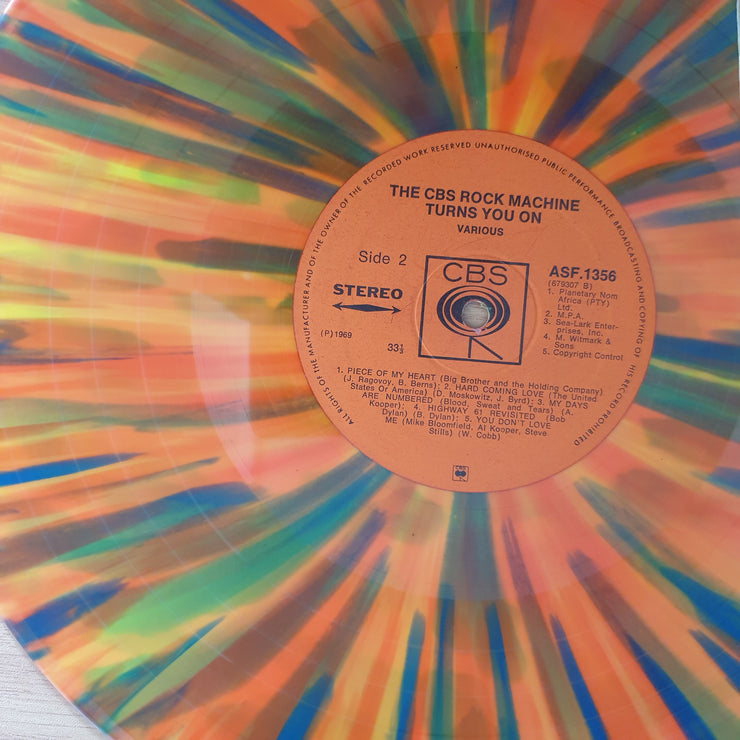 ALL RIGHTS OF THE MANUFACTURER AND OF THE OWNER OF THE RECORDED WORK RESERVED UNAUTHORISED PUBLIC PERFORMANCE BROADCASTING AND COPYING OF HIS RECORD PROHIBITED
THE CBS ROCK MACHINE
TURNS YOU ON
VARIOUS
Side 2
STEREO
(P)1969
33⅓
CBS
ASF.1356
(679307 B)
1. Planetary Nom
Africa (PTY)
Ltd.
2. M.P.A.
3. Sea-Lark Enter-
prises, Inc.
4. M. Witmark &
Sons
5. Copyright Control
1. PIECE OF MY HEART (Big Brother and the Holding Company)
(J. Ragovoy, B. Berns); 2. HARD COMING LOVE (The United
States Or America) (D. Moskowitz, J. Byrd); 3. MY DAYS
ARE NUMBERED (Blood, Sweat and Tears) (A.
Kooper); 4. HIGHWAY 61 REVISITED (Bob
Dylan) (B. Dylan); 5. YOU DON'T LOVE
ME (Mike Bloomfield, Al Kooper, Steve
Stills) (W. Cobb)
CBS